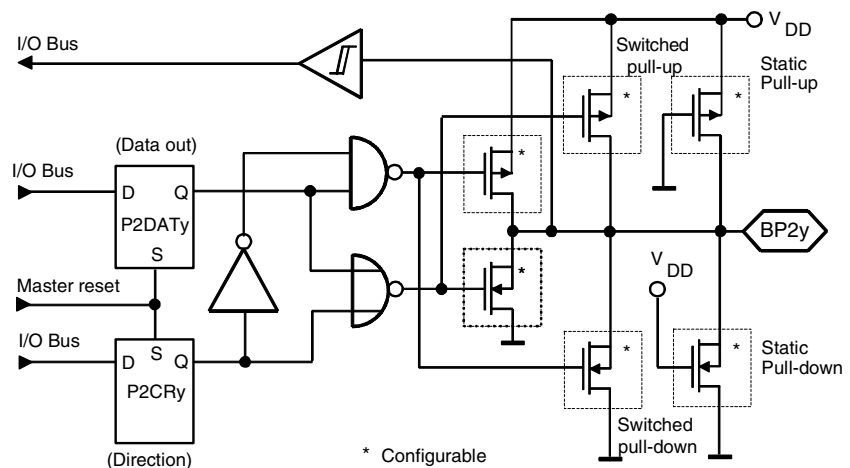 I/O Bus
Switched
pull-up
V
DD
Static
Pull-up
*
*
(Data out)
I/O Bus
D
Q
P2DATy
S
*
BP2y
Master reset
*
V
DD
I/O Bus
S
D
Q
P2CRy
*
*
Static
Pull-down
(Direction)
* Configurable
Switched
pull-down